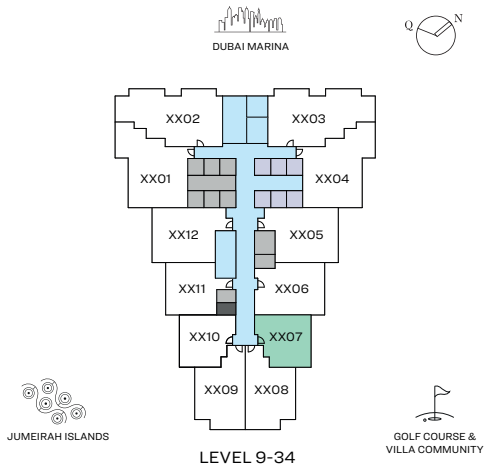 DUBAI MARINA
Q N
XX02 XX03
XX01 XX04
XX12 XX05
XX11 XX06
XX10 XX07
XX09 XX08
JUMEIRAH ISLANDS
GOLF COURSE &
VILLA COMMUNITY
LEVEL 9-34